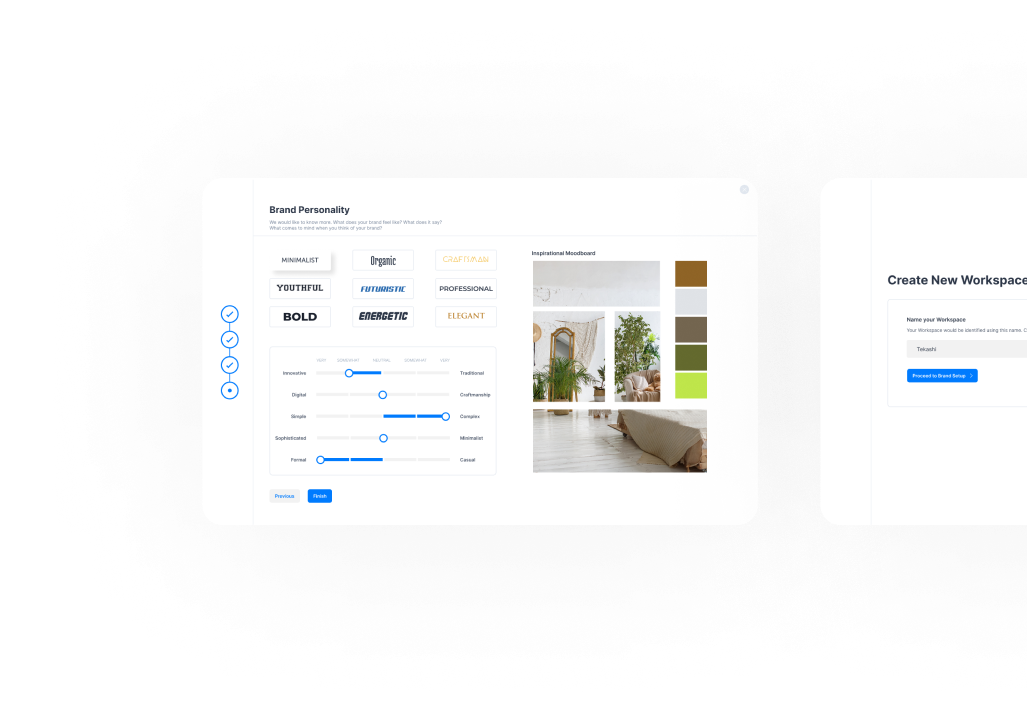 Brand Personality
We would like to know more. What does your brand feel like? What does it say?
What comes to mind when you think of your brand?
MINIMALIST
Organic
CRAFTSMAN
YOUTHFUL
FUTURISTIC
PROFESSIONAL
BOLD
ENERGETIC
ELEGANT
VERY SOMEWHAT NEUTRAL SOMEWHAT VERY
Innovative Traditional
Digital Craftmanship
Simple Complex
Sophisticated Minimalist
Formal Casual
Previous
Finish
Inspirational Moodboard
Create New Workspace
Name your Workspace
Your Workspace would be identified using this name. C
Tekashi
Proceed to Brand Setup